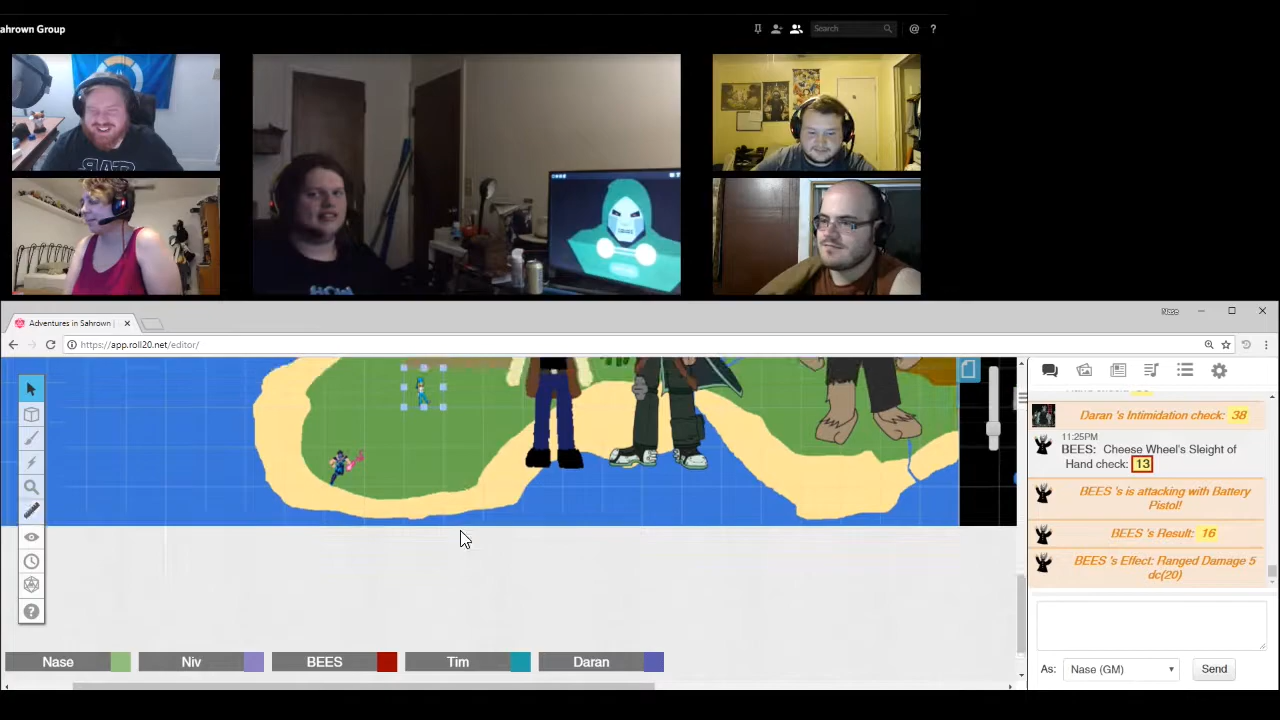 ahrown Group
Search
@ ?
Adventures in Sahrown |
https://app.roll20.net/editor/
Daran 's Intimidation check: 38
11:25PM
BEES: Cheese Wheel's Sleight of
Hand check: 13
BEES 's is attacking with Battery
Pistol!
BEES 's Result: 16
BEES 's Effect: Ranged Damage 5
dc(20)
Nase
Niv
BEES
Tim
Daran
As:
Nase (GM)
Send